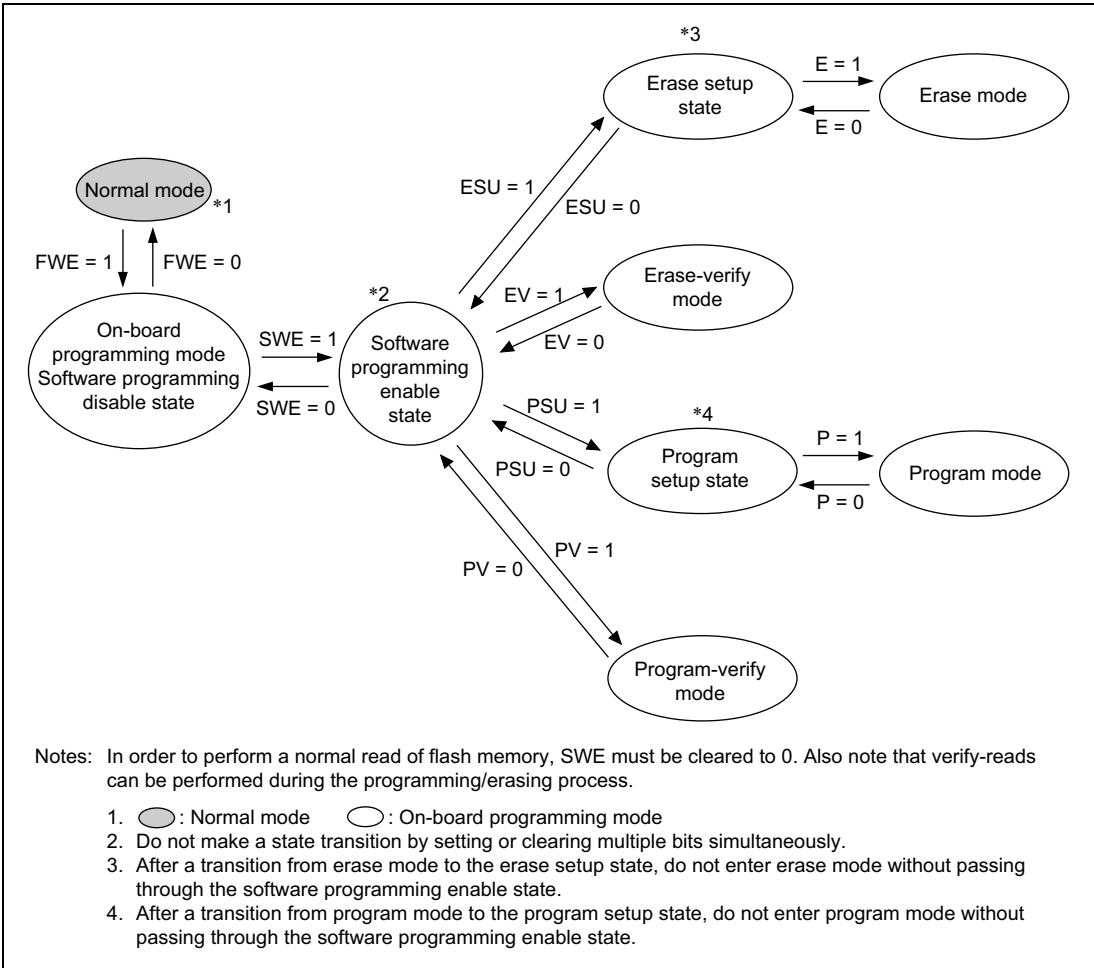 *3
Erase setup
state
E = 1
E = 0
Erase mode
Normal mode
*1
ESU = 1
ESU = 0
FWE = 1
FWE = 0
Erase-verify
mode
*2
EV = 1
EV = 0
On-board
programming mode
Software programming
disable state
SWE = 1
SWE = 0
Software
programming
enable
state
PSU = 1
PSU = 0
*4
Program
setup state
P = 1
P = 0
Program mode
PV = 1
PV = 0
Program-verify
mode
Notes: In order to perform a normal read of flash memory, SWE must be cleared to 0. Also note that verify-reads
can be performed during the programming/erasing process.
1. : Normal mode : On-board programming mode
2. Do not make a state transition by setting or clearing multiple bits simultaneously.
3. After a transition from erase mode to the erase setup state, do not enter erase mode without passing
through the software programming enable state.
4. After a transition from program mode to the program setup state, do not enter program mode without
passing through the software programming enable state.